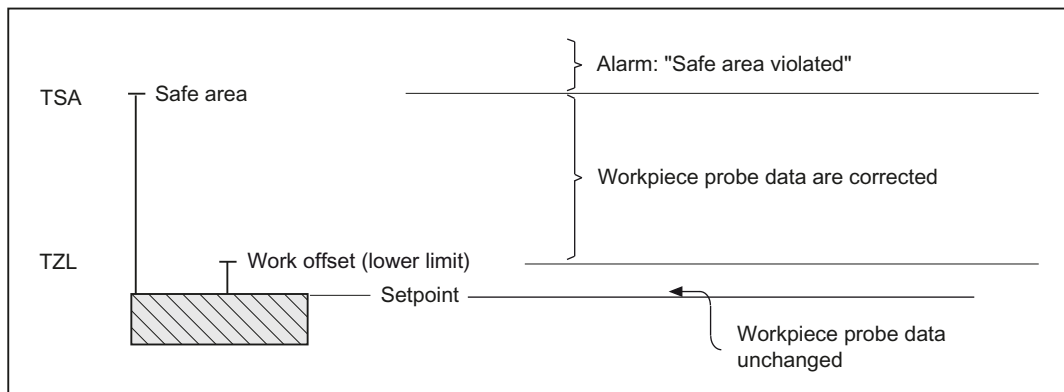 Alarm: "Safe area violated"
TSA
Safe area
Workpiece probe data are corrected
TZL
Work offset (lower limit)
Setpoint
Workpiece probe data
unchanged